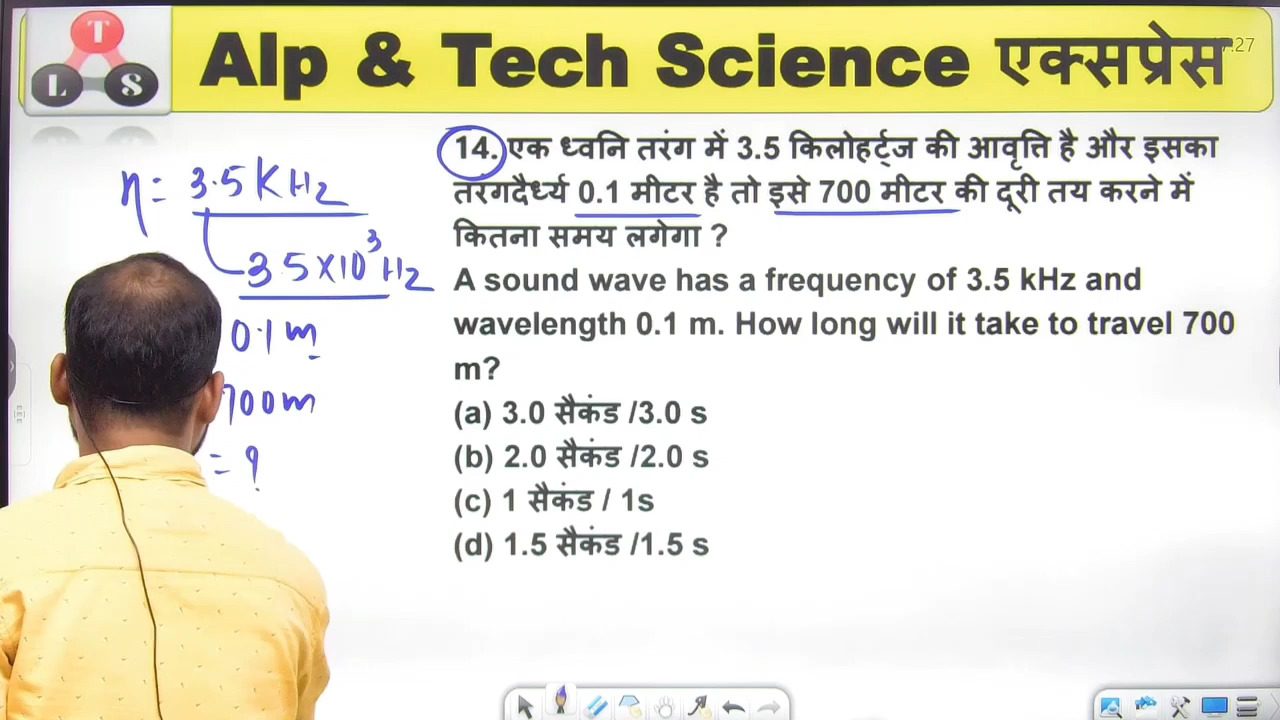 T
L S
Alp & Tech Science एक्सप्रेस
:27
η = 3.5 KHz
3.5×10³ Hz
0.1 m
700m
= ?
14. एक ध्वनि तरंग में 3.5 किलोहर्ट्ज की आवृत्ति है और इसका
तरंगदैर्ध्य 0.1 मीटर है तो इसे 700 मीटर की दूरी तय करने में
कितना समय लगेगा ?
A sound wave has a frequency of 3.5 kHz and
wavelength 0.1 m. How long will it take to travel 700
m?
(a) 3.0 सैकंड /3.0 s
(b) 2.0 सैकंड /2.0 s
(c) 1 सैकंड / 1s
(d) 1.5 सैकंड /1.5 s